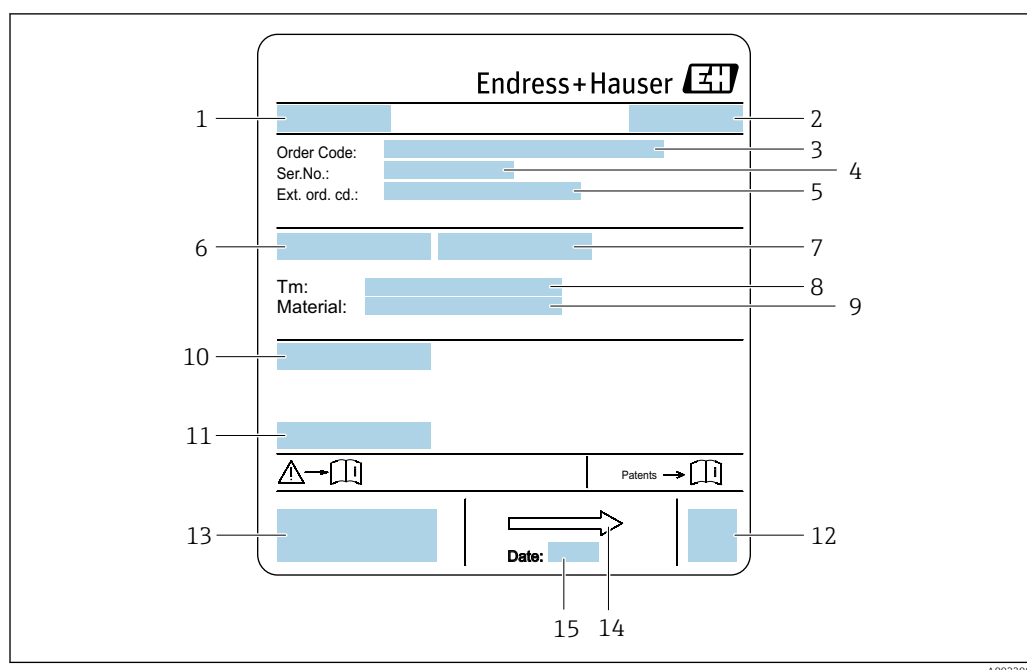 Endress+Hauser EH
1 2
Order Code: 3
Ser.No.: 4
Ext. ord. cd.: 5
6 7
Tm: 8
Material: 9
10
11
Patents
13 12
Date:
15 14